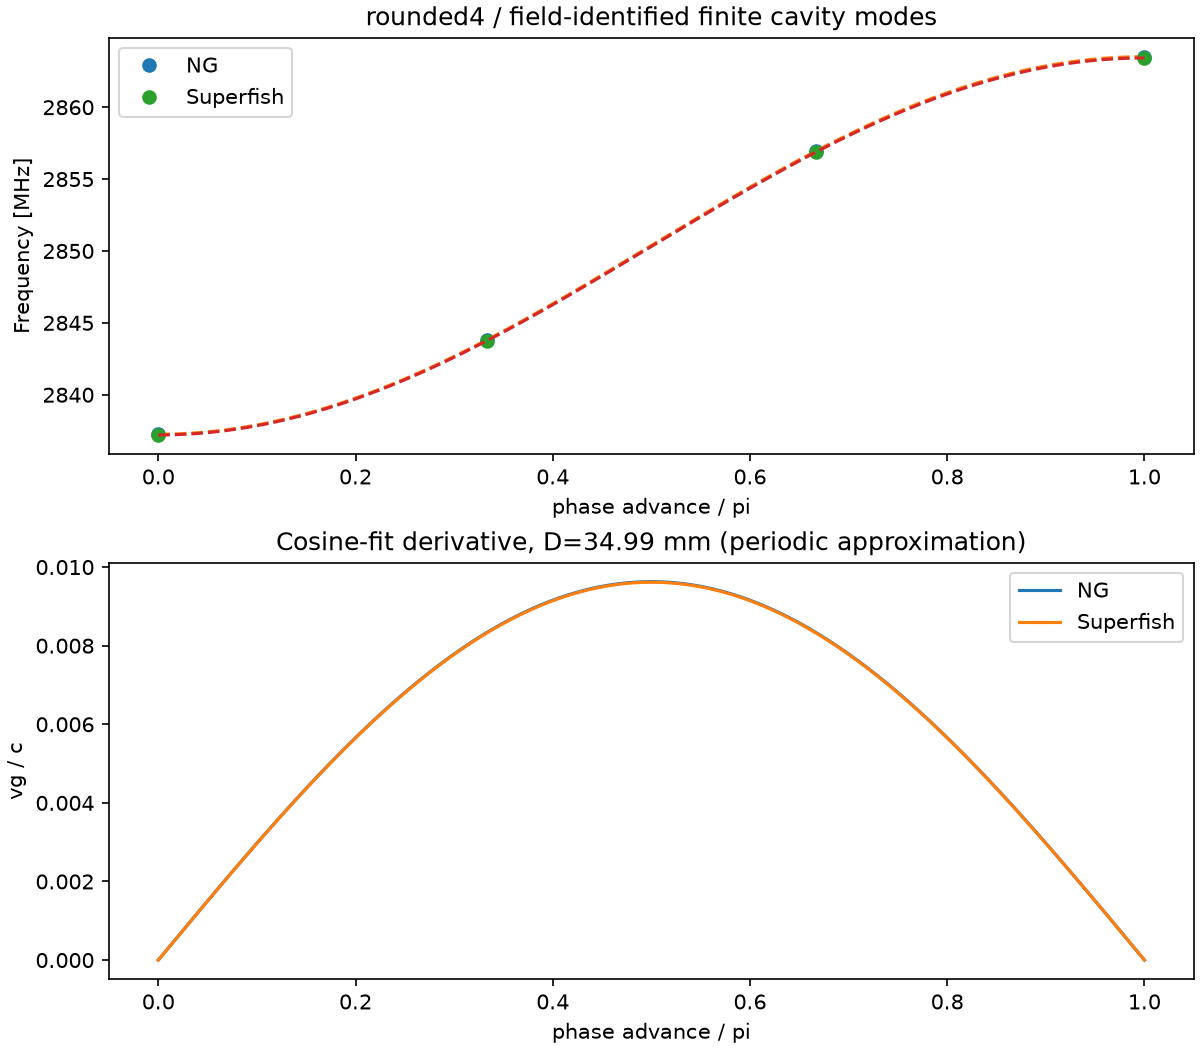 rounded4 / field-identified finite cavity modes
NG
Superfish
Frequency [MHz]
2860
2855
2850
2845
2840
0.0 0.2 0.4 0.6 0.8 1.0
phase advance / pi
Cosine-fit derivative, D=34.99 mm (periodic approximation)
NG
Superfish
vg / c
0.010
0.008
0.006
0.004
0.002
0.000
0.0 0.2 0.4 0.6 0.8 1.0
phase advance / pi